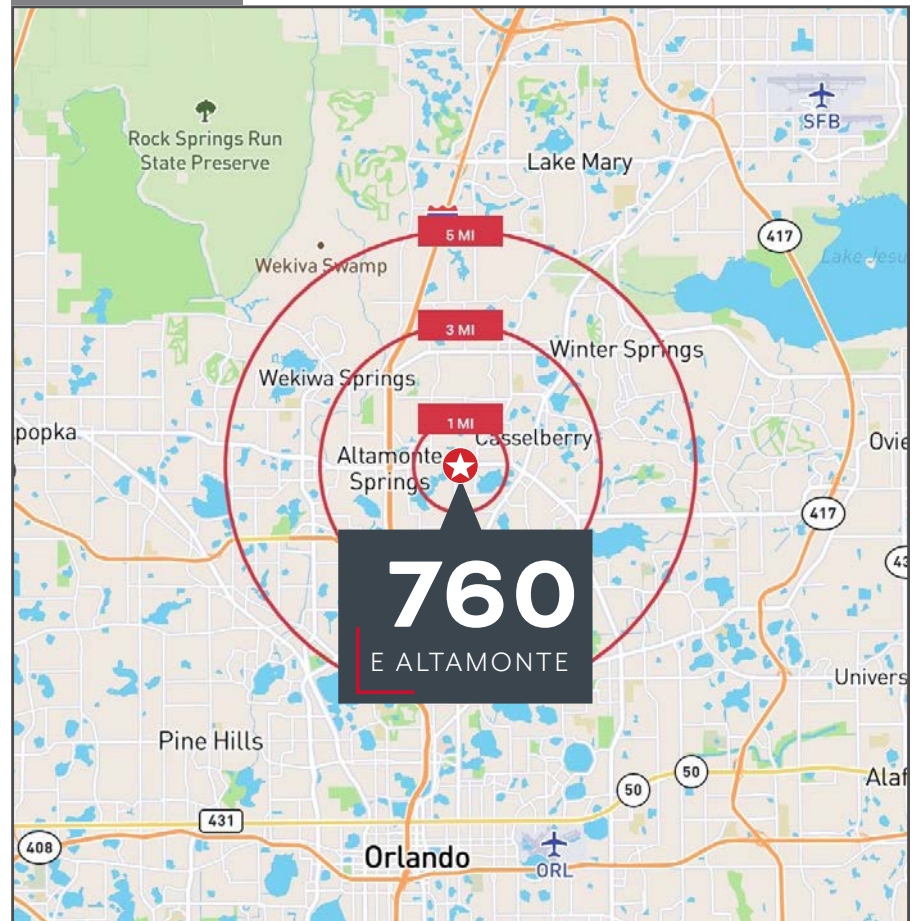 Rock Springs Run
State Preserve
SFB
Lake Mary
5 MI
417
Wekiva Swamp
Lake Jesu
3 MI
Winter Springs
Wekiwa Springs
1 MI
popka
Casselberry
Ovie
Altamonte
Springs
417
43
760
E ALTAMONTE
Univers
Pine Hills
50
50
Alaf
431
408
Orlando
ORL